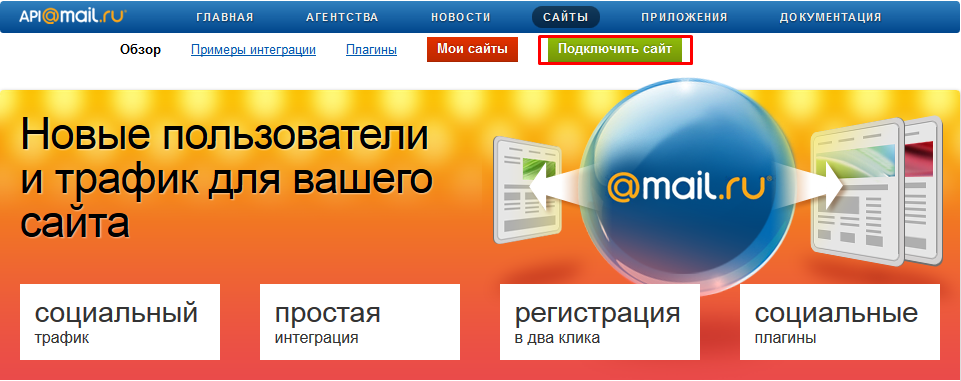 API@mail.ru ГЛАВНАЯ АГЕНТСТВА НОВОСТИ САЙТЫ ПРИЛОЖЕНИЯ ДОКУМЕНТАЦИЯ
Обзор Примеры интеграции Плагины Мои сайты Подключить сайт
Новые пользователи
и трафик для вашего
сайта
@mail.ru
социальный
трафик
простая
интеграция
регистрация
в два клика
социальные
плагины